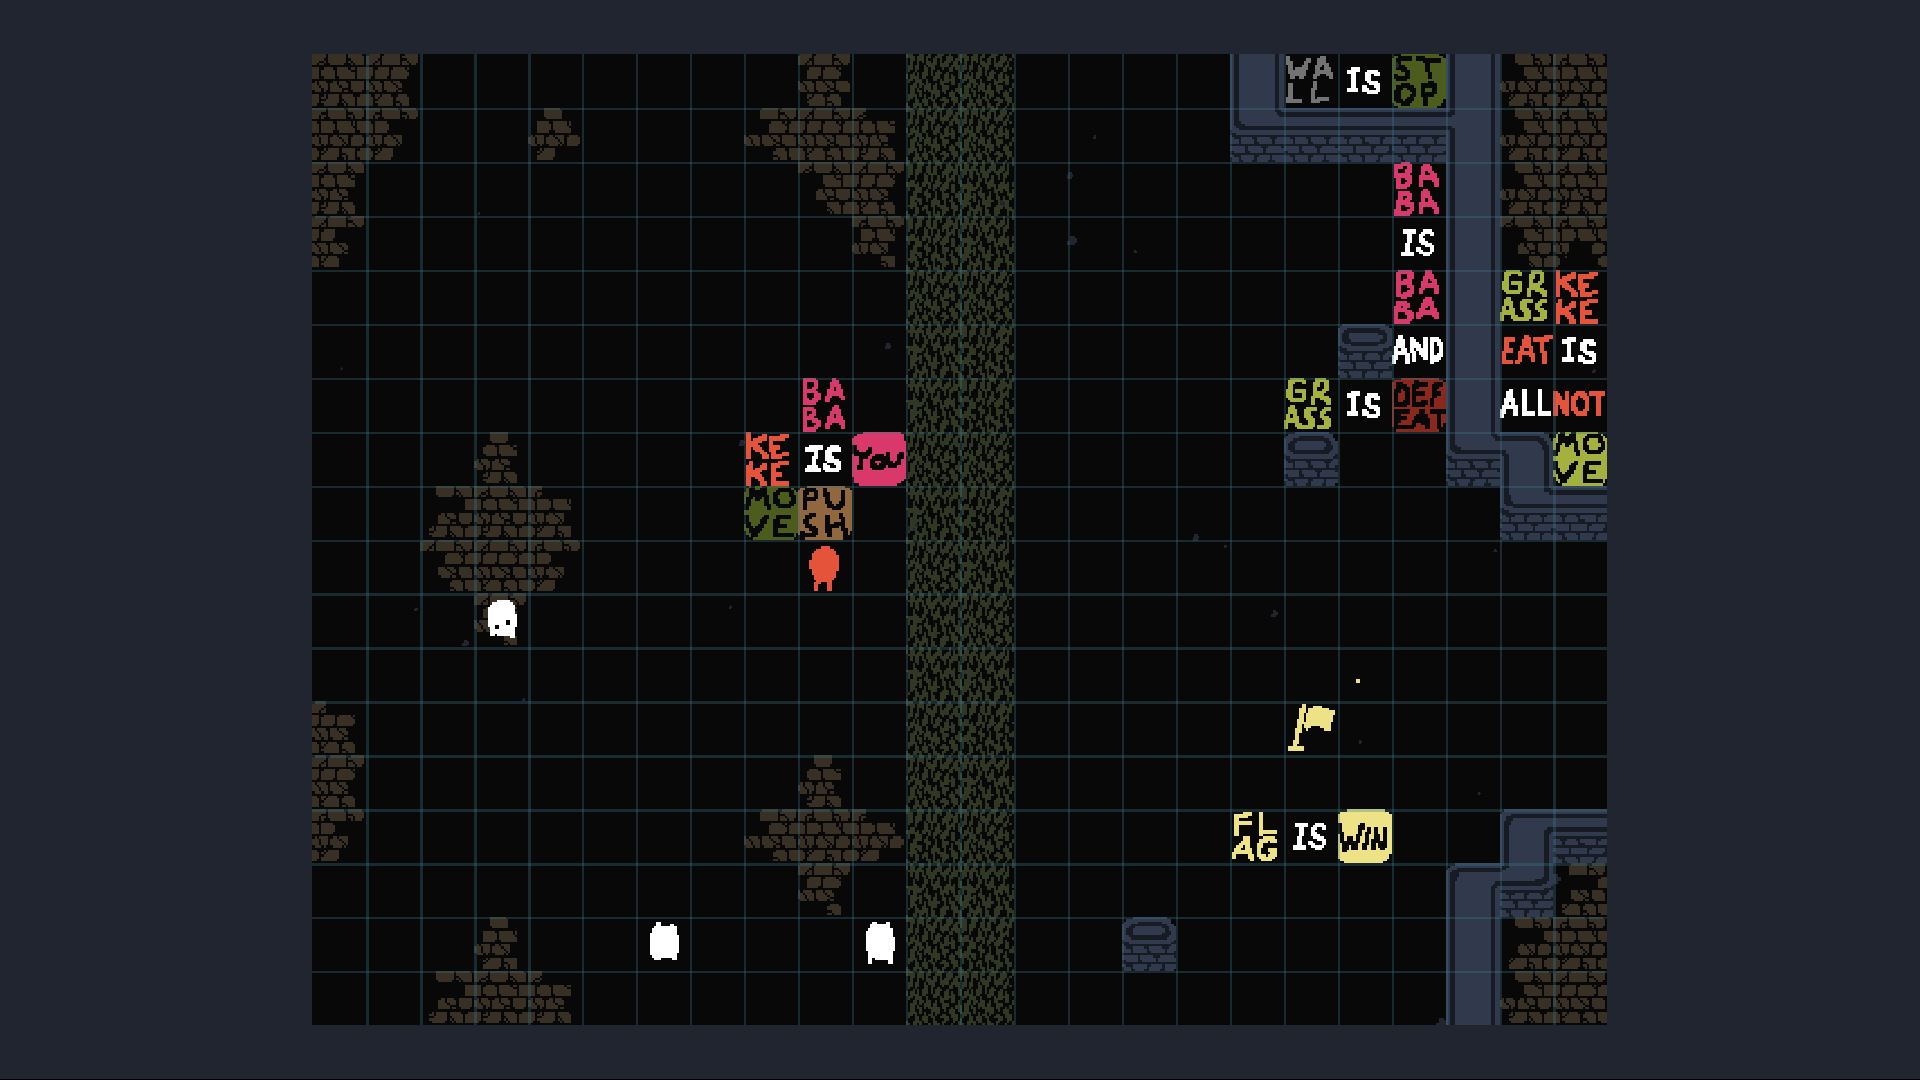 WALL IS STOP
BABA
IS
BABA GRASS KEKE
AND EAT IS
BABA GRASS IS DEFEAT ALL NOT
KEKE IS YOU MOVE
MOVE PUSH
FLAG IS WIN